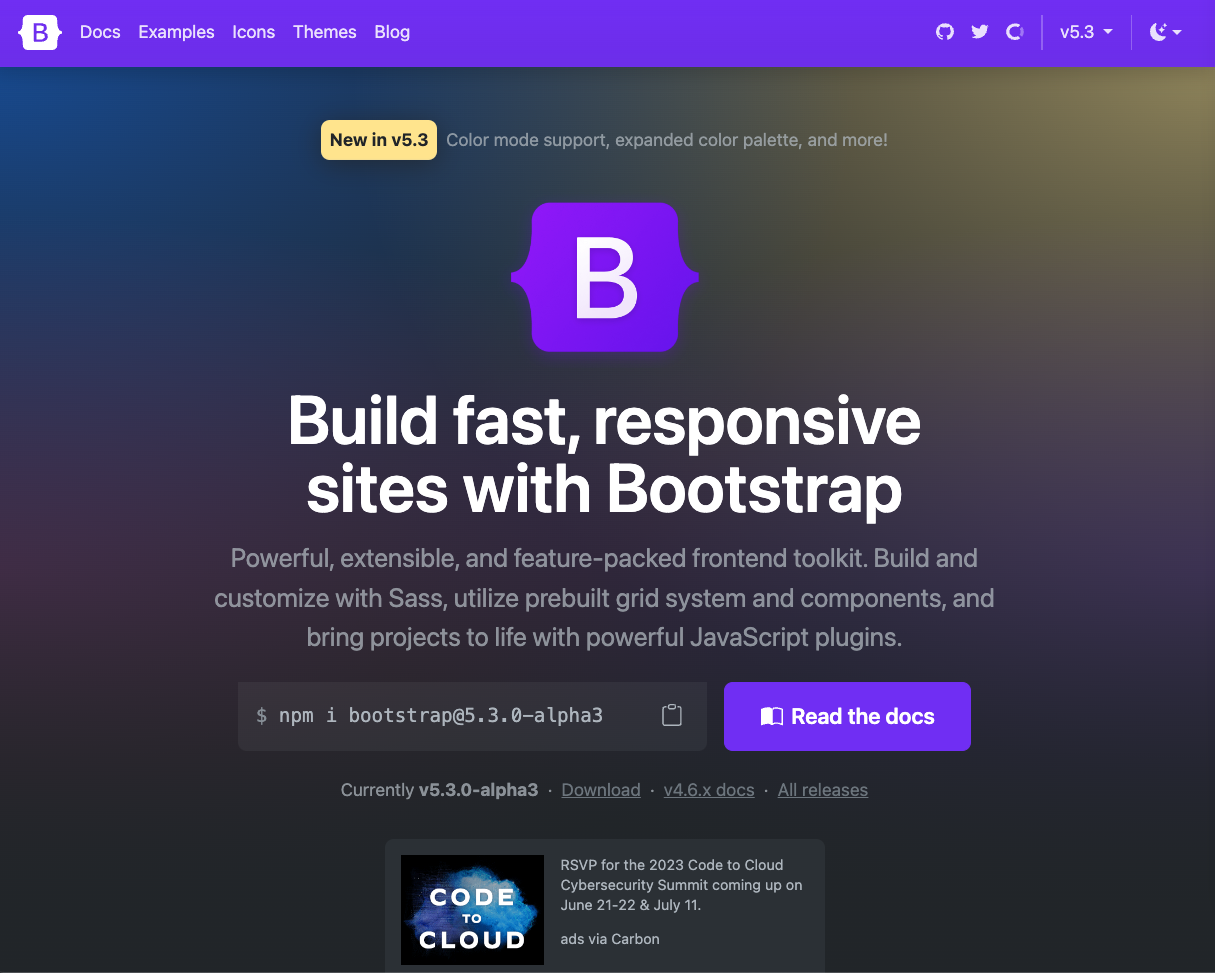 B Docs Examples Icons Themes Blog v5.3
New in v5.3 Color mode support, expanded color palette, and more!
B
Build fast, responsive
sites with Bootstrap
Powerful, extensible, and feature-packed frontend toolkit. Build and
customize with Sass, utilize prebuilt grid system and components, and
bring projects to life with powerful JavaScript plugins.
$ npm i bootstrap@5.3.0-alpha3 Read the docs
Currently v5.3.0-alpha3 · Download · v4.6.x docs · All releases
CODE
TO
CLOUD
RSVP for the 2023 Code to Cloud
Cybersecurity Summit coming up on
June 21-22 & July 11.
ads via Carbon